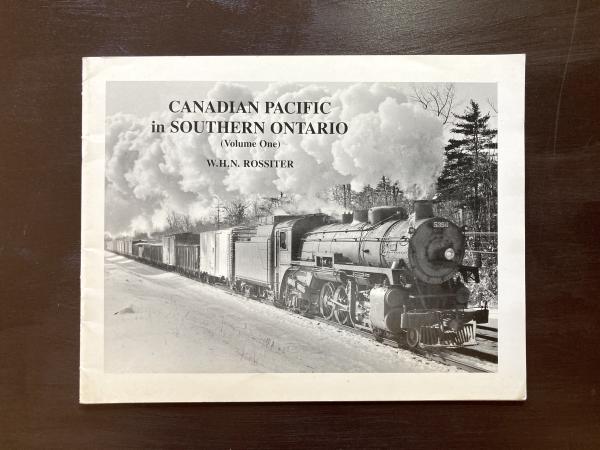 CANADIAN PACIFIC
in SOUTHERN ONTARIO
(Volume One)
W.H.N. ROSSITER